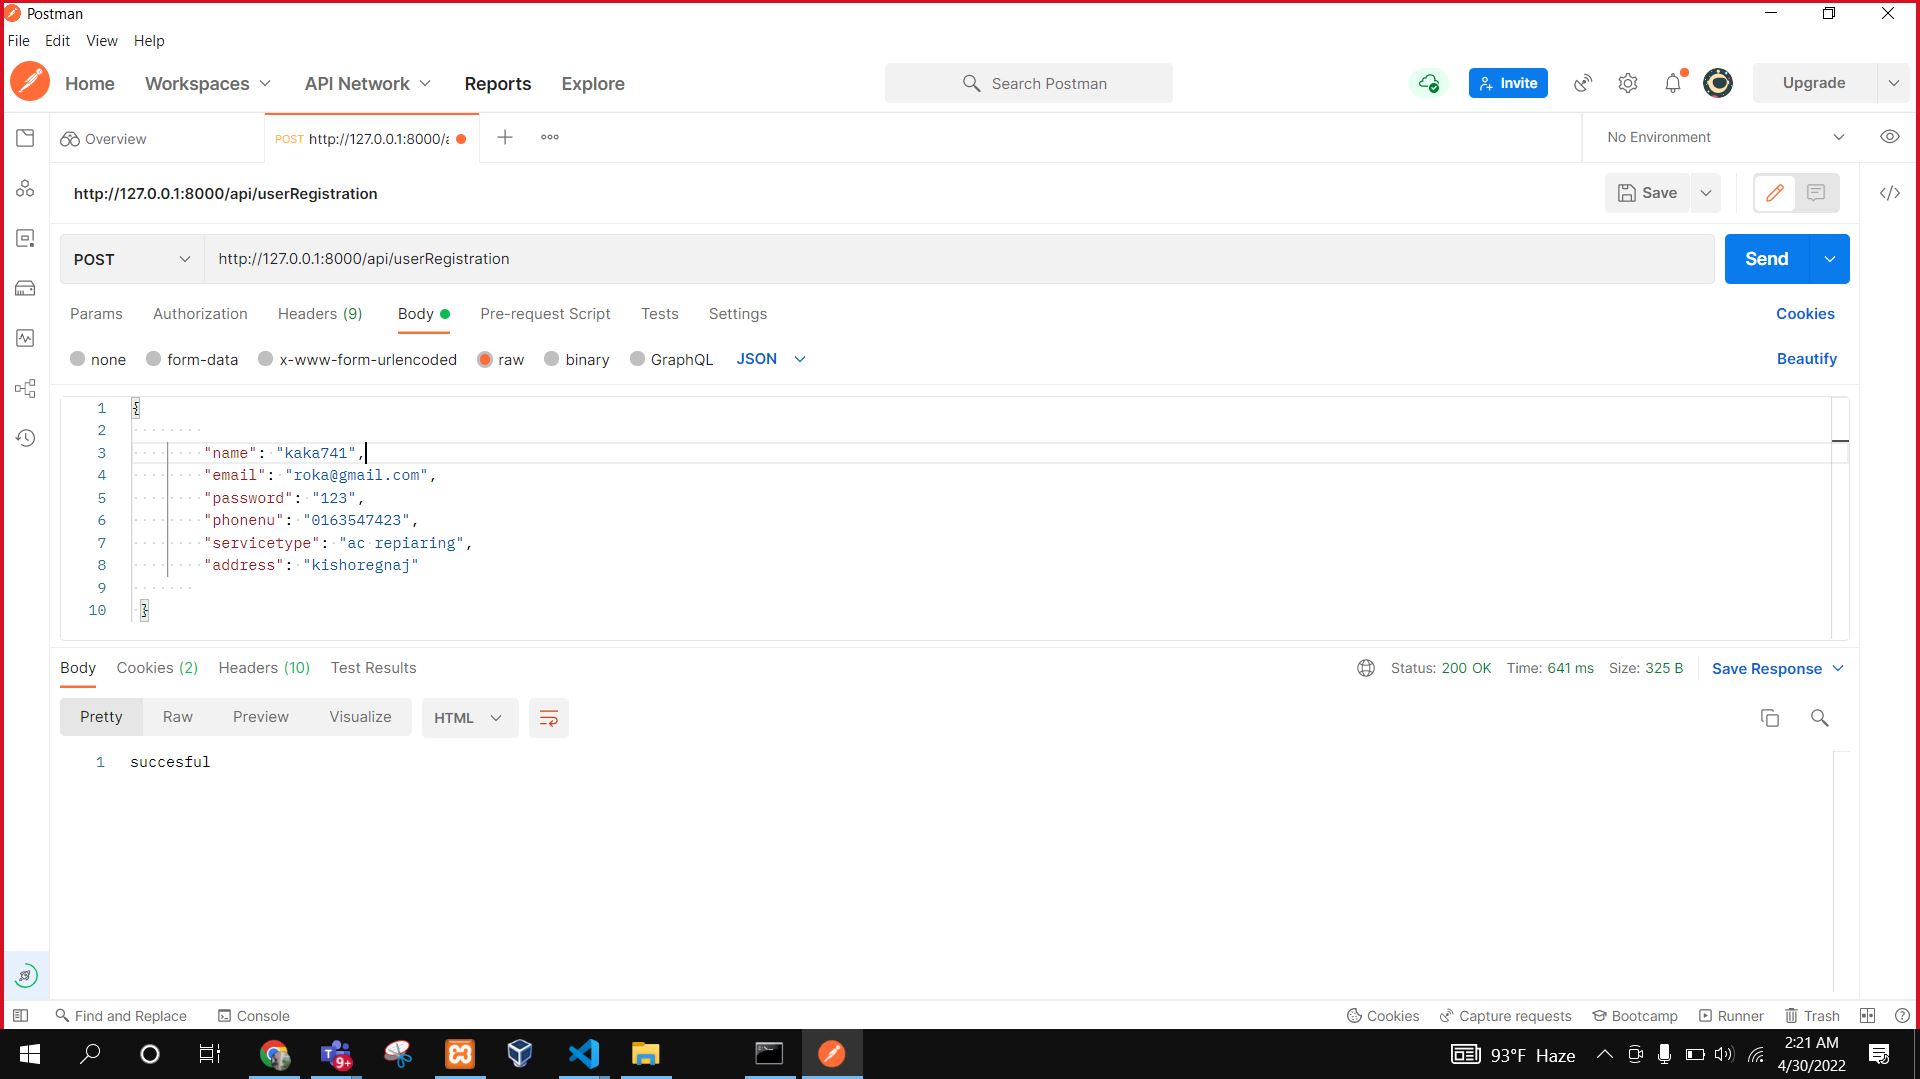 Postman
File Edit View Help
Home Workspaces API Network Reports Explore Search Postman Invite Upgrade
Overview POST http://127.0.0.1:8000/a No Environment
http://127.0.0.1:8000/api/userRegistration Save
POST http://127.0.0.1:8000/api/userRegistration Send
Params Authorization Headers (9) Body Pre-request Script Tests Settings Cookies
none form-data x-www-form-urlencoded raw binary GraphQL JSON Beautify
1 {
2
3 "name": "kaka741",
4 "email": "roka@gmail.com",
5 "password": "123",
6 "phonenu": "0163547423",
7 "servicetype": "ac repiaring",
8 "address": "kishoregnaj"
9
10 }
Body Cookies (2) Headers (10) Test Results Status: 200 OK Time: 641 ms Size: 325 B Save Response
Pretty Raw Preview Visualize HTML
1 succesful
Find and Replace Console Cookies Capture requests Bootcamp Runner Trash
9+ 93°F Haze 2:21 AM
4/30/2022